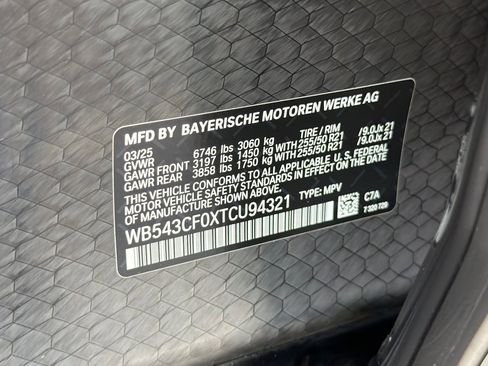 MFD BY BAYERISCHE MOTOREN WERKE AG
03/25 TIRE / RIM
GVWR 6746 lbs 3060 kg
GAWR FRONT 3197 lbs 1450 kg WITH 255/50 R21 /9.0Jx21
GAWR REAR 3858 lbs 1750 kg WITH 255/50 R21 /9.0Jx21
THIS VEHICLE CONFORMS TO ALL APPLICABLE U.S. FEDERAL
MOTOR VEHICLE SAFETY STANDARDS IN EFFECT ON THE
DATE OF MANUFACTURE SHOWN ABOVE.
WB543CF0XTCU94321 TYPE: MPV C7A
7 320 729